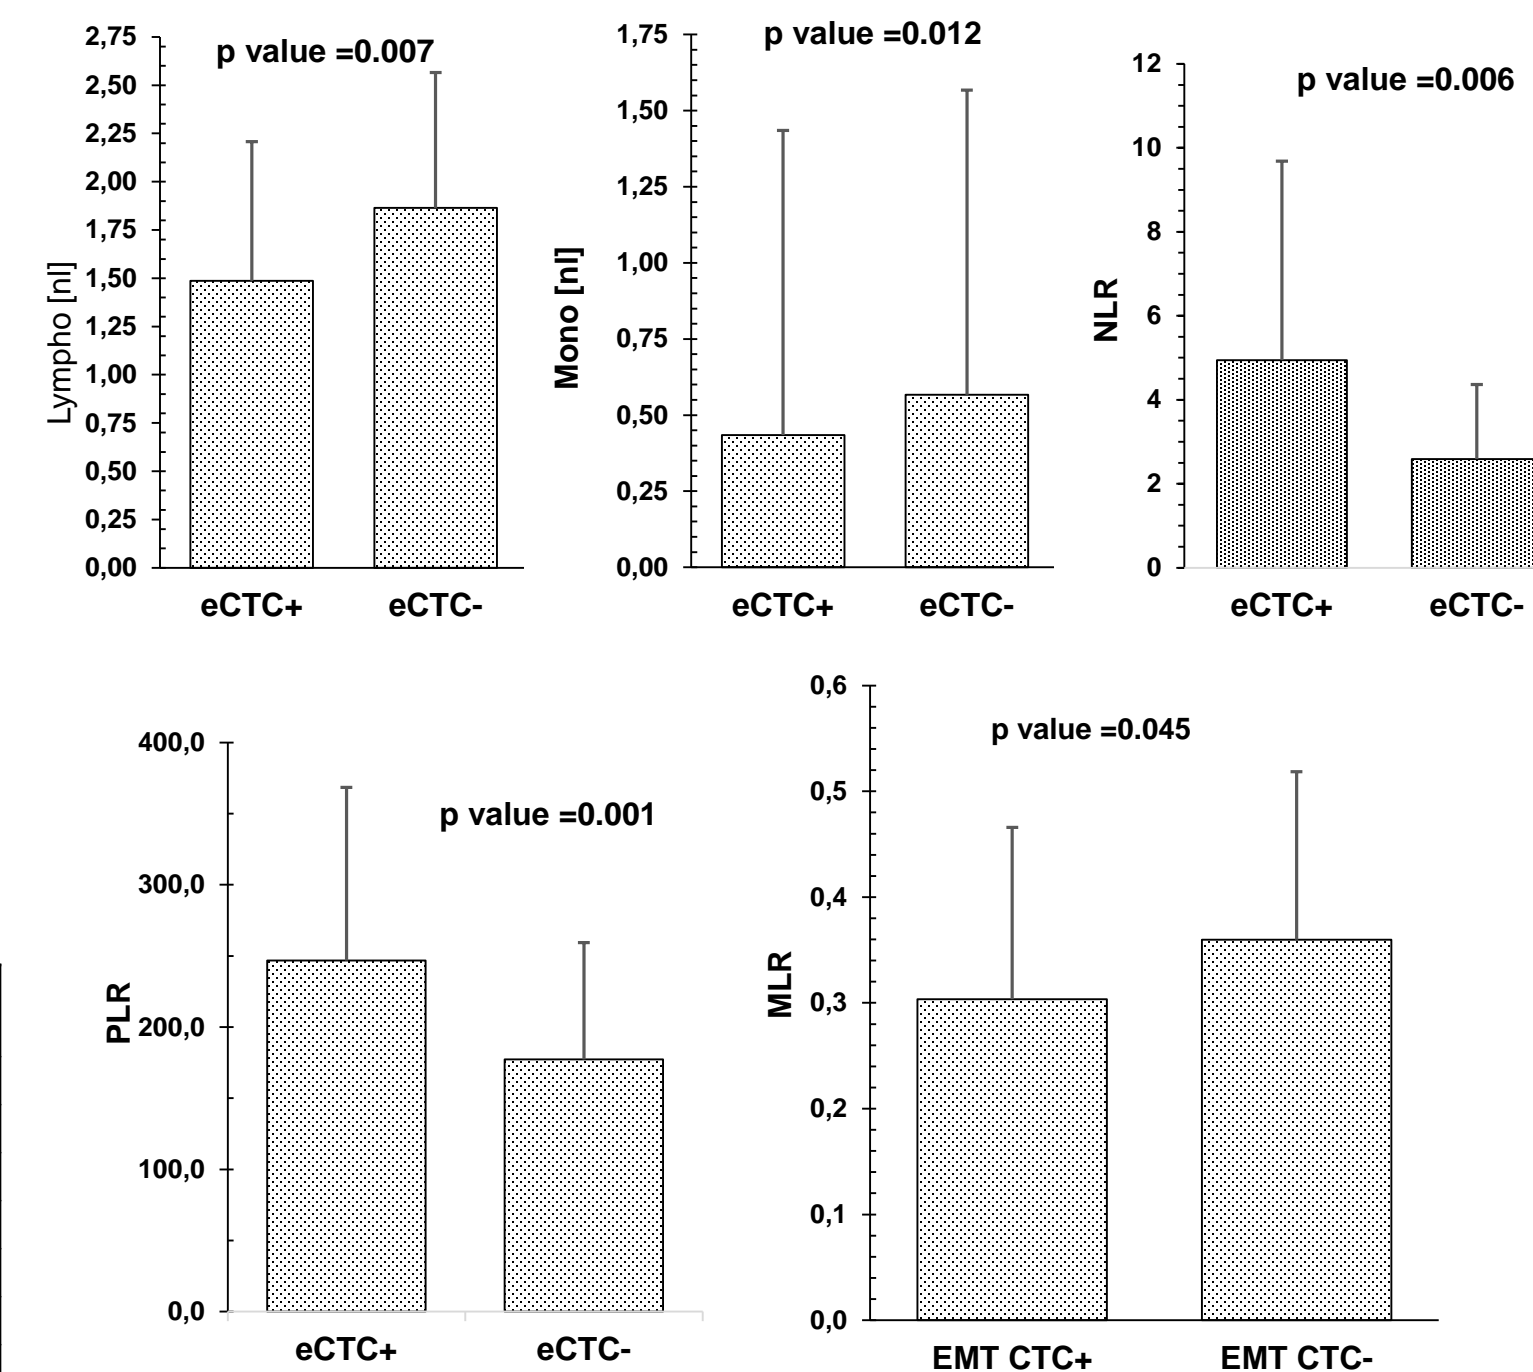 p value =0.007
2,75
2,50
2,25
2,00
1,75
1,50
1,25
1,00
0,75
0,50
0,25
0,00
Lympho [nl]
eCTC+ eCTC-
p value =0.012
1,75
1,50
1,25
1,00
0,75
0,50
0,25
0,00
Mono [nl]
eCTC+ eCTC-
p value =0.006
12
10
8
6
4
2
0
NLR
eCTC+ eCTC-
p value =0.001
400,0
300,0
200,0
100,0
0,0
PLR
eCTC+ eCTC-
p value =0.045
0,6
0,5
0,4
0,3
0,2
0,1
0,0
MLR
EMT CTC+ EMT CTC-